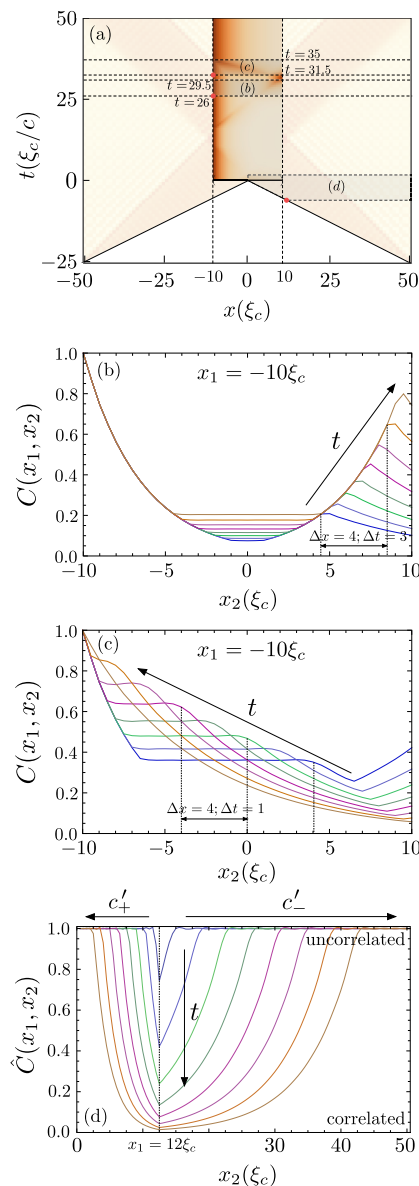 (a)
t = 35
(c)
t = 31.5
t = 29.5
(b)
t = 26
(d)
50
25
0
−25
t(ξc/c)
−50
−25
−10
0
10
25
50
x(ξc)
(b)
x1 = −10ξc
t
Δx = 4; Δt = 3
1.0
0.8
0.6
0.4
0.2
0.0
C(x1, x2)
−10
−5
0
5
10
x2(ξc)
(c)
x1 = −10ξc
t
Δx = 4; Δt = 1
1.0
0.8
0.6
0.4
0.2
0.0
C(x1, x2)
−10
−5
0
5
10
x2(ξc)
c′+
c′−
uncorrelated
t
correlated
(d)
1.0
0.8
0.6
0.4
0.2
0.0
Ĉ(x1, x2)
0
x1 = 12ξc
20
30
40
50
x2(ξc)